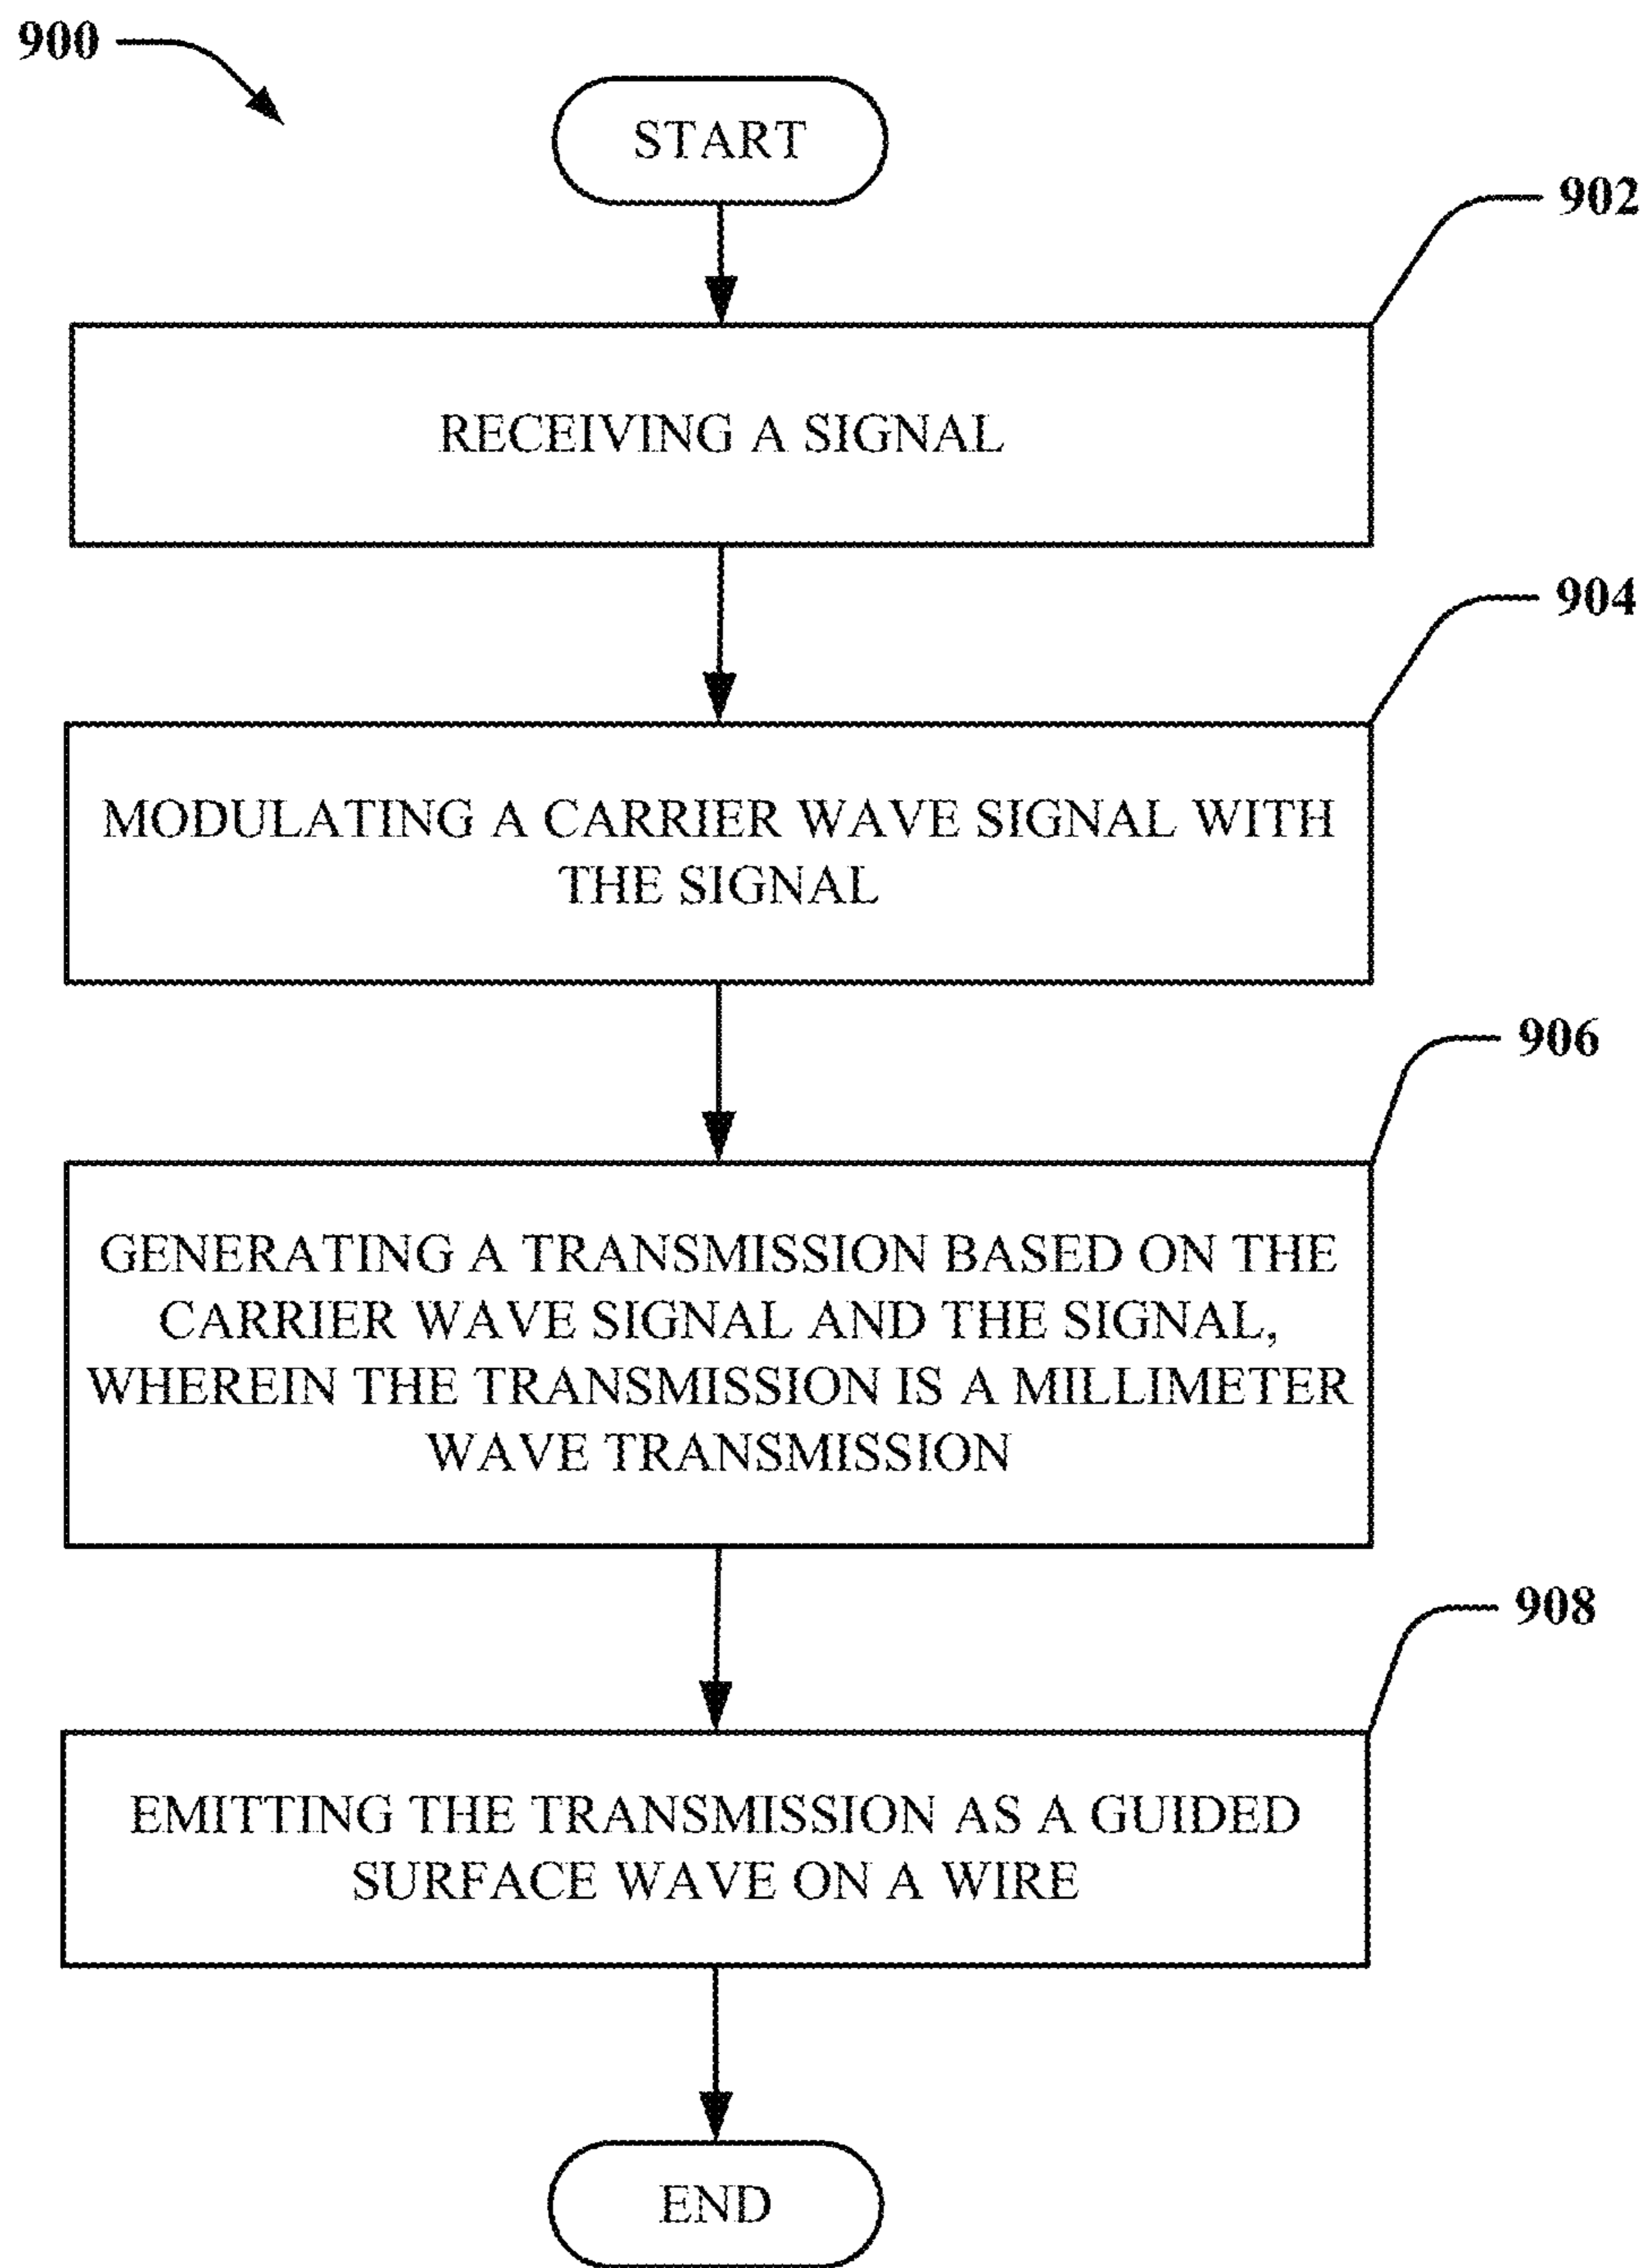 900
START
902
RECEIVING A SIGNAL
904
MODULATING A CARRIER WAVE SIGNAL WITH
THE SIGNAL
906
GENERATING A TRANSMISSION BASED ON THE
CARRIER WAVE SIGNAL AND THE SIGNAL,
WHEREIN THE TRANSMISSION IS A MILLIMETER
WAVE TRANSMISSION
908
EMITTING THE TRANSMISSION AS A GUIDED
SURFACE WAVE ON A WIRE
END